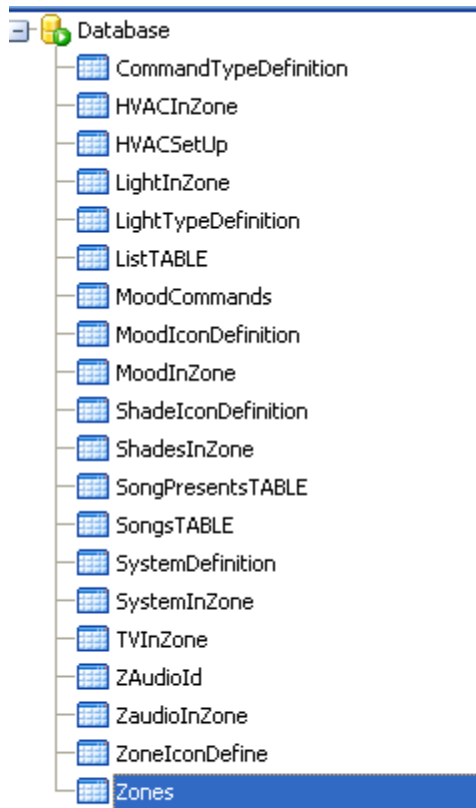 Database
CommandTypeDefinition
HVACInZone
HVACSetUp
LightInZone
LightTypeDefinition
ListTABLE
MoodCommands
MoodIconDefinition
MoodInZone
ShadeIconDefinition
ShadesInZone
SongPresentsTABLE
SongsTABLE
SystemDefinition
SystemInZone
TVInZone
ZAudioId
ZaudioInZone
ZoneIconDefine
Zones